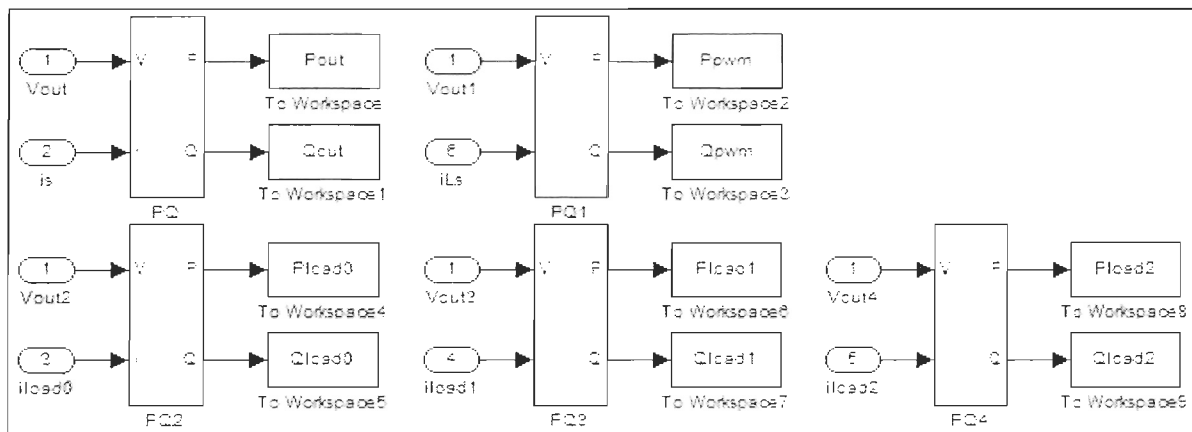 1 V P Pout
Vout To Workspace
2 Q Qout
is To Workspace1
PQ
1 V P Ppwm
Vout1 To Workspace2
6 Q Qpwm
iLs To Workspace3
PQ1
1 V P Pload0
Vout2 To Workspace4
3 Q Qload0
iload0 To Workspace5
PQ2
1 V P Pload1
Vout3 To Workspace6
4 Q Qload1
iload1 To Workspace7
PQ3
1 V P Pload2
Vout4 To Workspace8
5 Q Qload2
iload2 To Workspace9
PQ4